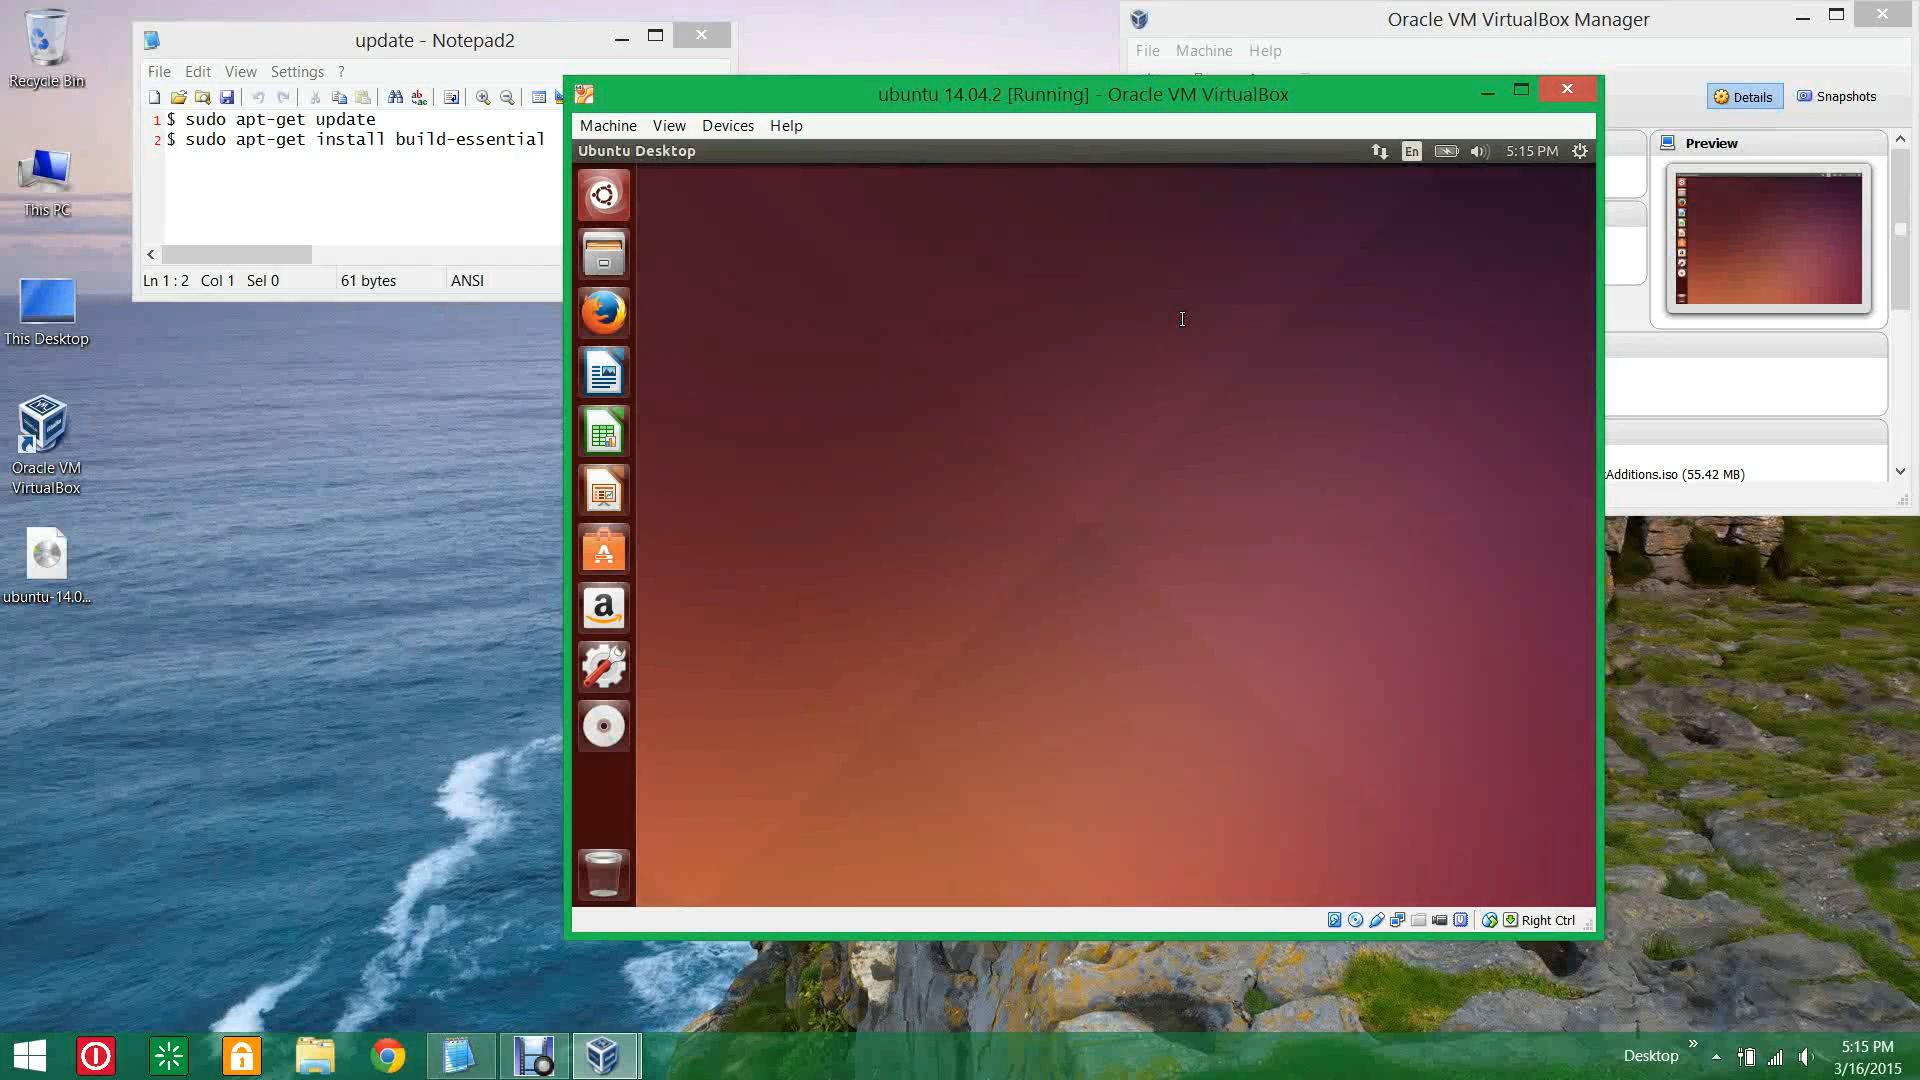 Recycle Bin
This PC
This Desktop
Oracle VM
VirtualBox
ubuntu-14.0...
update - Notepad2
File Edit View Settings ?
1 $ sudo apt-get update
2 $ sudo apt-get install build-essential
Ln 1 : 2 Col 1 Sel 0 61 bytes ANSI
Oracle VM VirtualBox Manager
File Machine Help
Details Snapshots
Preview
Additions.iso (55.42 MB)
ubuntu 14.04.2 [Running] - Oracle VM VirtualBox
Machine View Devices Help
Ubuntu Desktop En 5:15 PM
Right Ctrl
Desktop
5:15 PM
3/16/2015